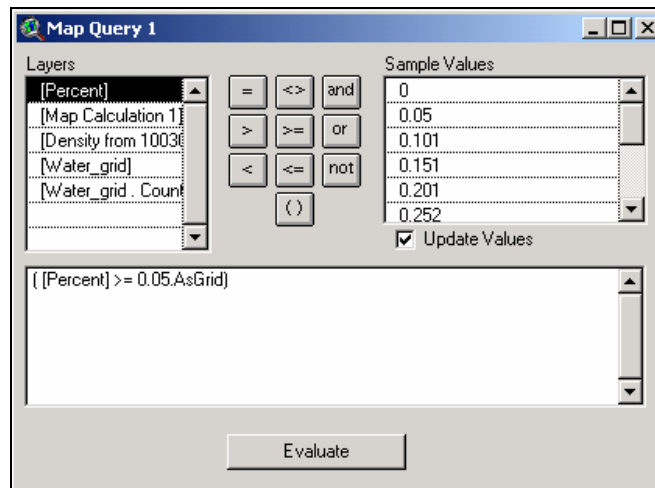 Map Query 1
Layers
[Percent]
[Map Calculation 1]
[Density from 10030
[Water_grid]
[Water_grid . Count
= <> and
> >= or
< <= not
( )
Sample Values
0
0.05
0.101
0.151
0.201
0.252
Update Values
( [Percent] >= 0.05.AsGrid)
Evaluate